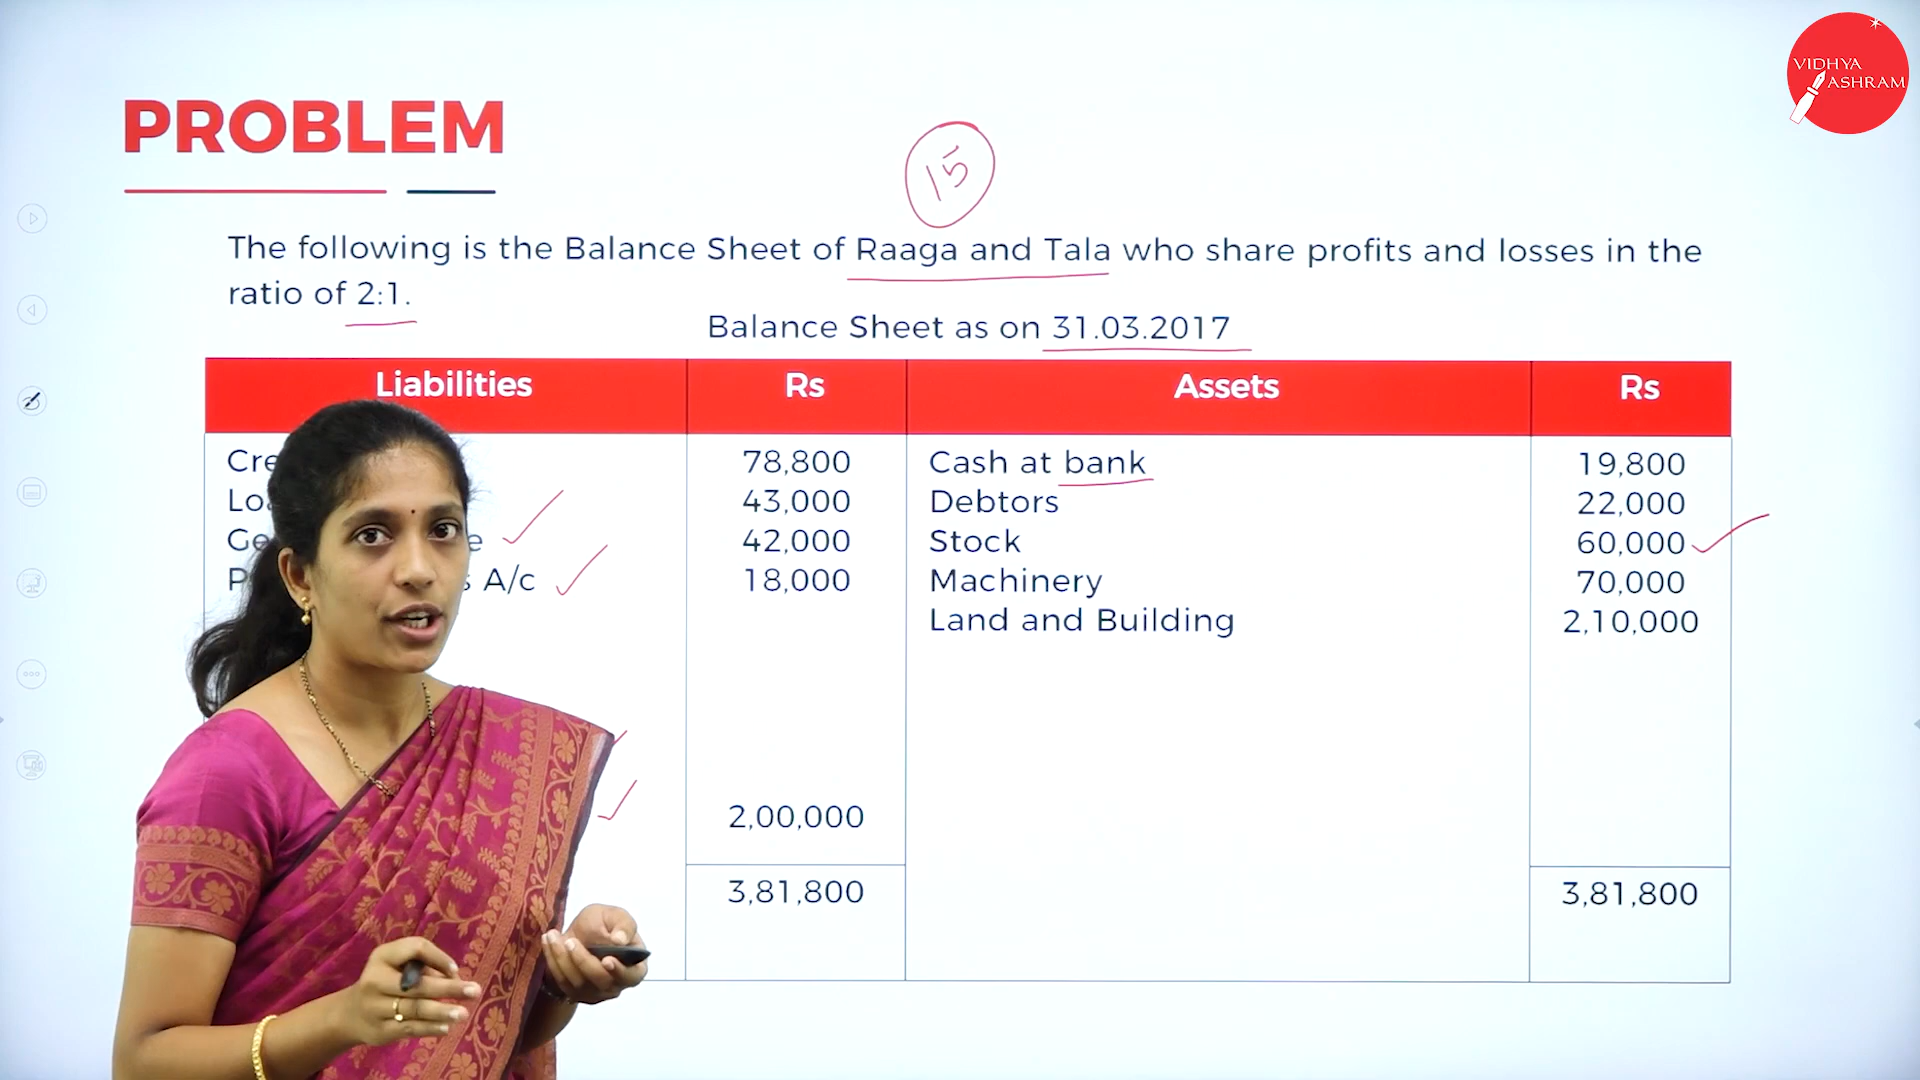 VIDHYA
ASHRAM
PROBLEM
15
The following is the Balance Sheet of Raaga and Tala who share profits and losses in the
ratio of 2:1.
Balance Sheet as on 31.03.2017
Liabilities Rs Assets Rs
78,800 Cash at bank 19,800
43,000 Debtors 22,000
42,000 Stock 60,000
A/c 18,000 Machinery 70,000
Land and Building 2,10,000
2,00,000
3,81,800 3,81,800